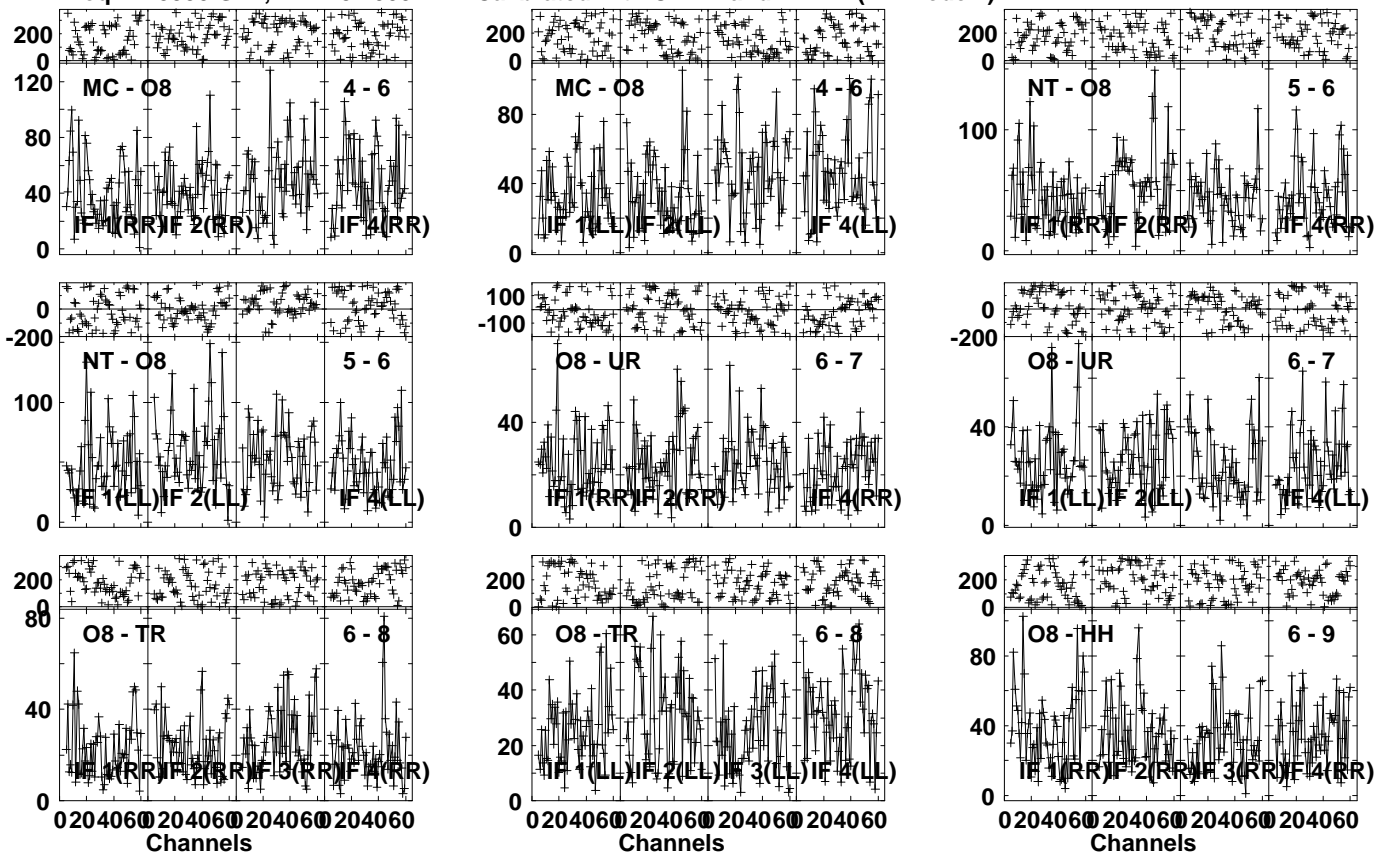 200 200 200
0 0 0
120 MC - O8 4 - 6 80 MC - O8 4 - 6 NT - O8 5 - 6
80 100
40 40
IF 1(RR) IF 2(RR) IF 4(RR) IF 1(LL) IF 2(LL) IF 4(LL) IF 1(RR) IF 2(RR) IF 4(RR)
0 0 0
0 100 0
-200 -100 -200
NT - O8 5 - 6 O8 - UR 6 - 7 O8 - UR 6 - 7
100
40 40
IF 1(LL) IF 2(LL) IF 4(LL) IF 1(RR) IF 2(RR) IF 4(RR) IF 1(LL) IF 2(LL) IF 4(LL)
0 0 0
200 200 200
0 0 0
80 O8 - TR 6 - 8 60 O8 - TR 6 - 8 O8 - HH 6 - 9
80
40 40 40
20
IF 1(RR) IF 2(RR) IF 3(RR) IF 4(RR) IF 1(LL) IF 2(LL) IF 3(LL) IF 4(LL) IF 1(RR) IF 2(RR) IF 3(RR) IF 4(RR)
0 0 0
0 20 40 60 0 20 40 60 0 20 40 60 0 20 40 60 0 20 40 60 0 20 40 60 0 20 40 60 0 20 40 60 0 20 40 60 0 20 40 60 0 20 40 60 0 20 40 60
Channels Channels Channels